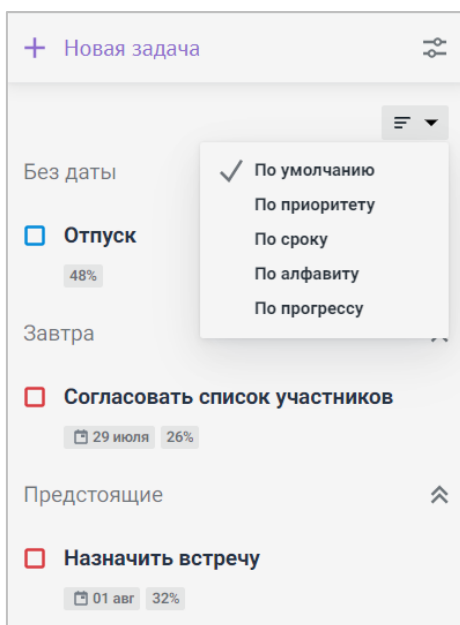 Новая задача
Без даты
По умолчанию
По приоритету
По сроку
По алфавиту
По прогрессу
Отпуск
48%
Завтра
Согласовать список участников
29 июля 26%
Предстоящие
Назначить встречу
01 авг 32%